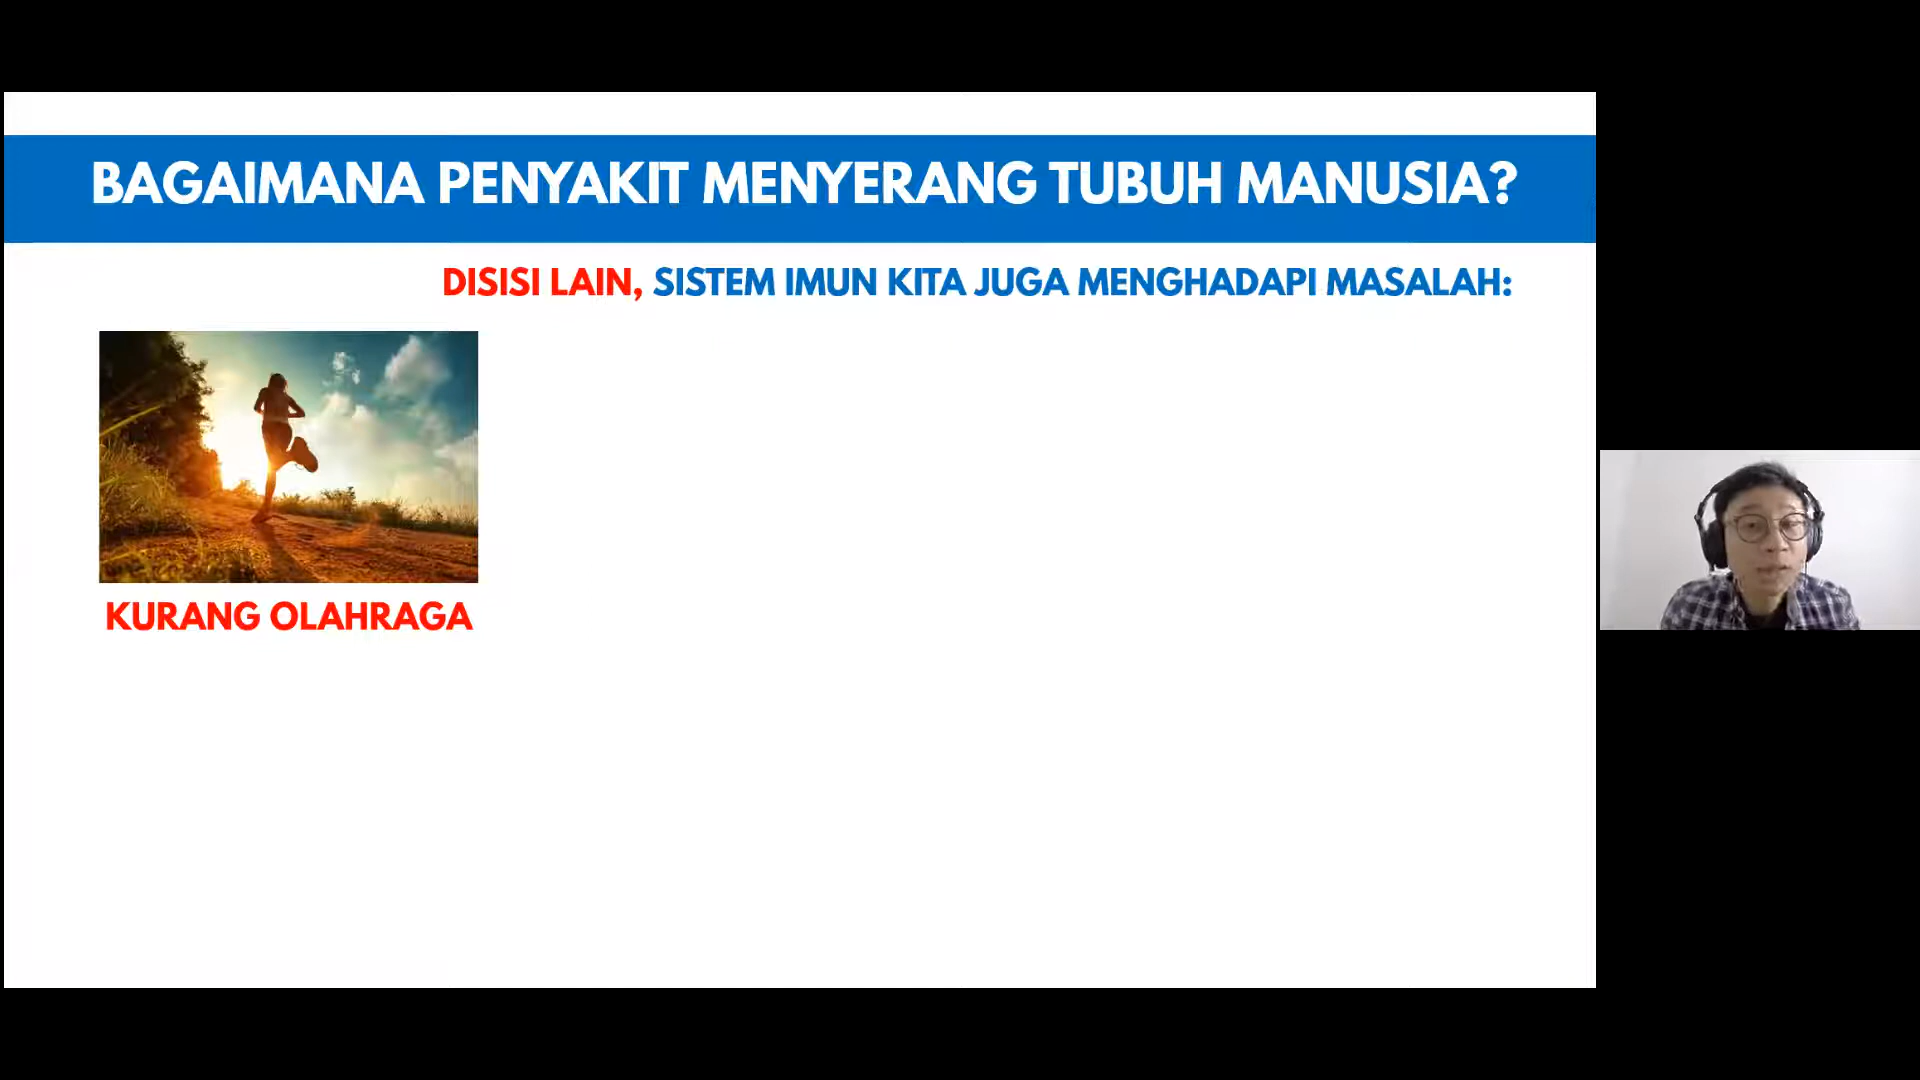 BAGAIMANA PENYAKIT MENYERANG TUBUH MANUSIA?
DISISI LAIN, SISTEM IMUN KITA JUGA MENGHADAPI MASALAH:
KURANG OLAHRAGA